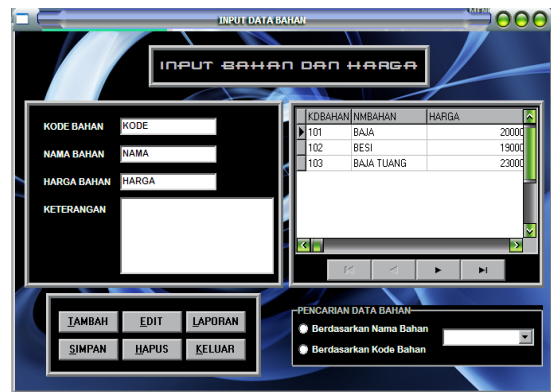 INPUT DATA BAHAN
MENU
INPUT BAHAN DAN HARGA
KODE BAHAN KODE
NAMA BAHAN NAMA
HARGA BAHAN HARGA
KETERANGAN
KDBAHAN NMBAHAN HARGA
101 BAJA 20000
102 BESI 19000
103 BAJA TUANG 23000
TAMBAH EDIT LAPORAN
SIMPAN HAPUS KELUAR
PENCARIAN DATA BAHAN
Berdasarkan Nama Bahan
Berdasarkan Kode Bahan